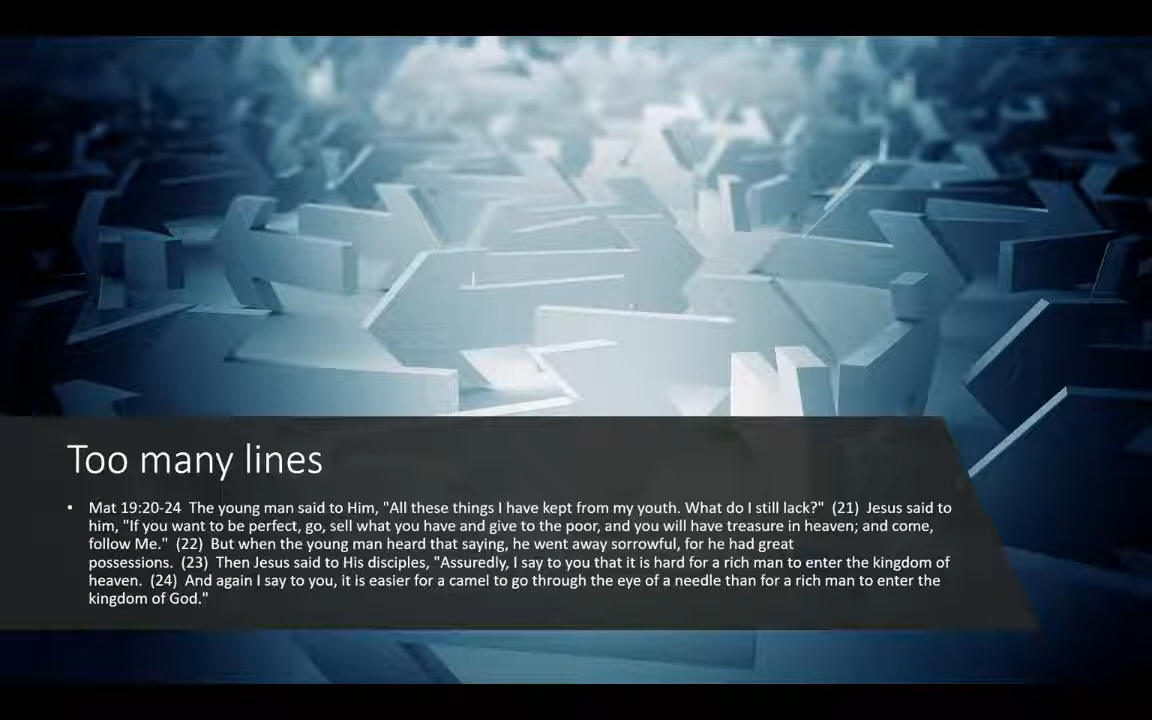 Too many lines
• Mat 19:20-24  The young man said to Him, "All these things I have kept from my youth. What do I still lack?"  (21)  Jesus said to
him, "If you want to be perfect, go, sell what you have and give to the poor, and you will have treasure in heaven; and come,
follow Me."  (22)  But when the young man heard that saying, he went away sorrowful, for he had great
possessions.  (23)  Then Jesus said to His disciples, "Assuredly, I say to you that it is hard for a rich man to enter the kingdom of
heaven.  (24)  And again I say to you, it is easier for a camel to go through the eye of a needle than for a rich man to enter the
kingdom of God."